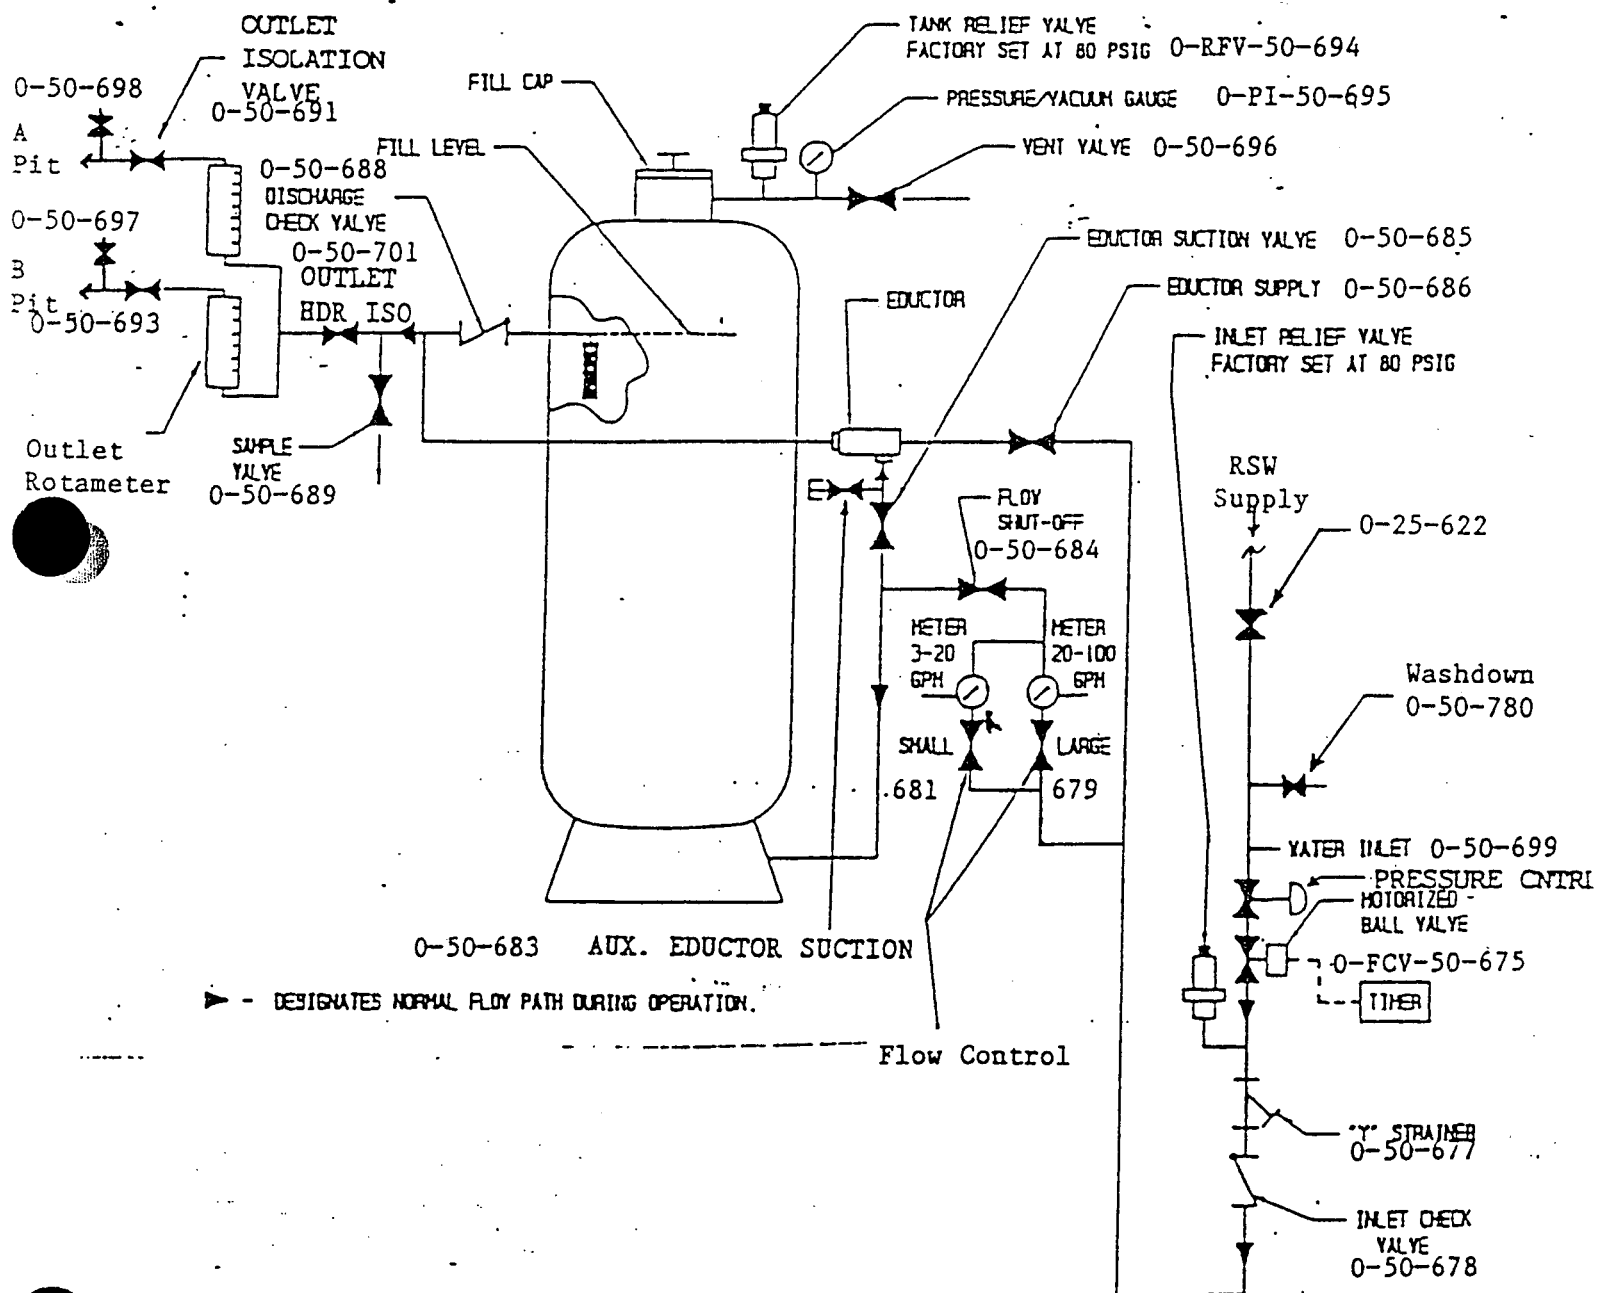 OUTLET
ISOLATION
VALVE
0-50-691
0-50-698
A
Pit
0-50-697
B
Pit
0-50-693
0-50-688
DISCHARGE
CHECK VALVE
0-50-701
OUTLET
HDR ISO
Outlet
Rotameter
SAMPLE
VALVE
0-50-689
FILL CAP
FILL LEVEL
TANK RELIEF VALVE
FACTORY SET AT 80 PSIG 0-RFV-50-694
PRESSURE/VACUUM GAUGE 0-PI-50-695
VENT VALVE 0-50-696
EDUCTOR SUCTION VALVE 0-50-685
EDUCTOR SUPPLY 0-50-686
EDUCTOR
INLET RELIEF VALVE
FACTORY SET AT 80 PSIG
RSW
Supply
0-25-622
FLOW
SHUT-OFF
0-50-684
METER
3-20
GPH
METER
20-100
GPH
SMALL
LARGE
681
679
Washdown
0-50-780
WATER INLET 0-50-699
PRESSURE CNTRL
MOTORIZED
BALL VALVE
0-FCV-50-675
TIMER
0-50-683 AUX. EDUCTOR SUCTION
- DESIGNATES NORMAL FLOW PATH DURING OPERATION.
Flow Control
"Y" STRAINER
0-50-677
INLET CHECK
VALVE
0-50-678